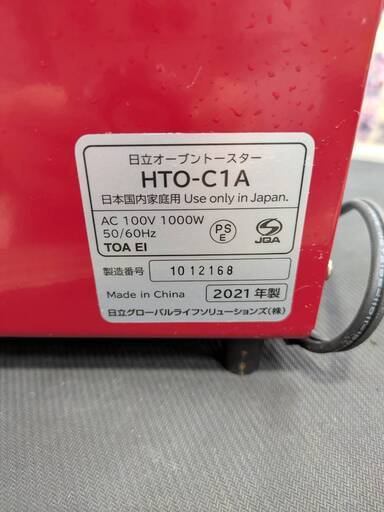 日立オーブントースター
HTO-C1A
日本国内家庭用 Use only in Japan.
AC 100V 1000W
50/60Hz
TOA EI
PS
E
JQA
製造番号 1012168
Made in China 2021年製
日立グローバルライフソリューションズ(株)